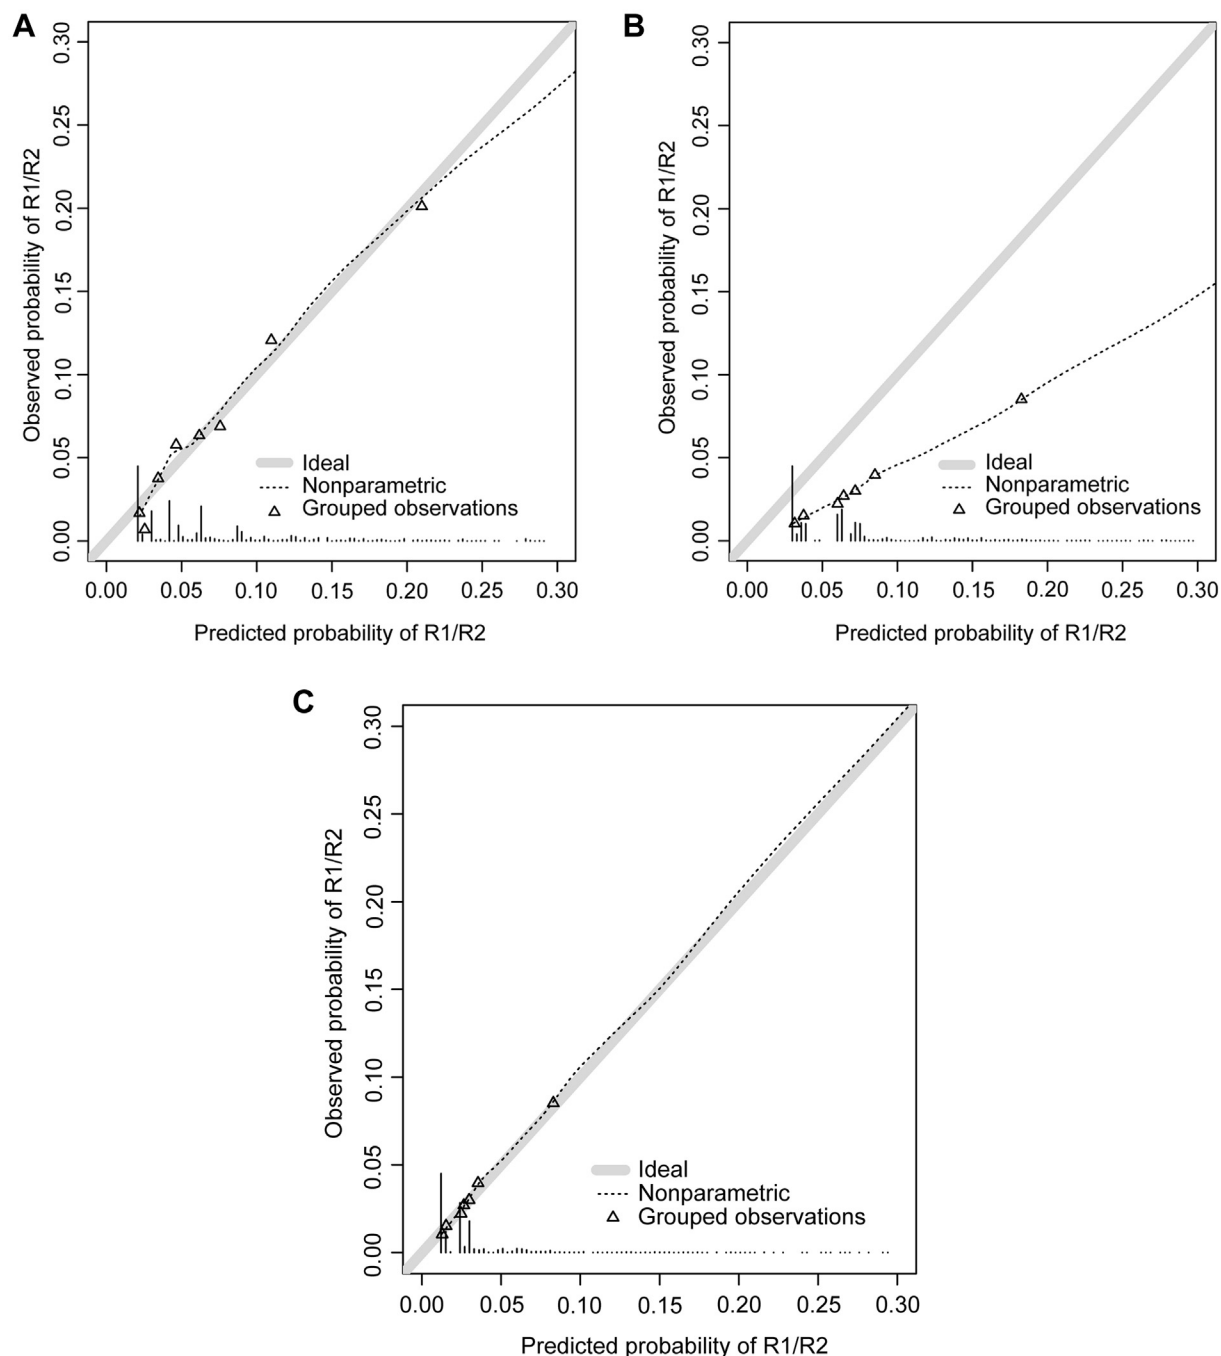 A
Observed probability of R1/R2
0.30
0.25
0.20
0.15
0.10
0.05
0.00
Ideal
Nonparametric
Grouped observations
0.00 0.05 0.10 0.15 0.20 0.25 0.30
Predicted probability of R1/R2
B
Observed probability of R1/R2
0.30
0.25
0.20
0.15
0.10
0.05
0.00
Ideal
Nonparametric
Grouped observations
0.00 0.05 0.10 0.15 0.20 0.25 0.30
Predicted probability of R1/R2
C
Observed probability of R1/R2
0.30
0.25
0.20
0.15
0.10
0.05
0.00
Ideal
Nonparametric
Grouped observations
0.00 0.05 0.10 0.15 0.20 0.25 0.30
Predicted probability of R1/R2